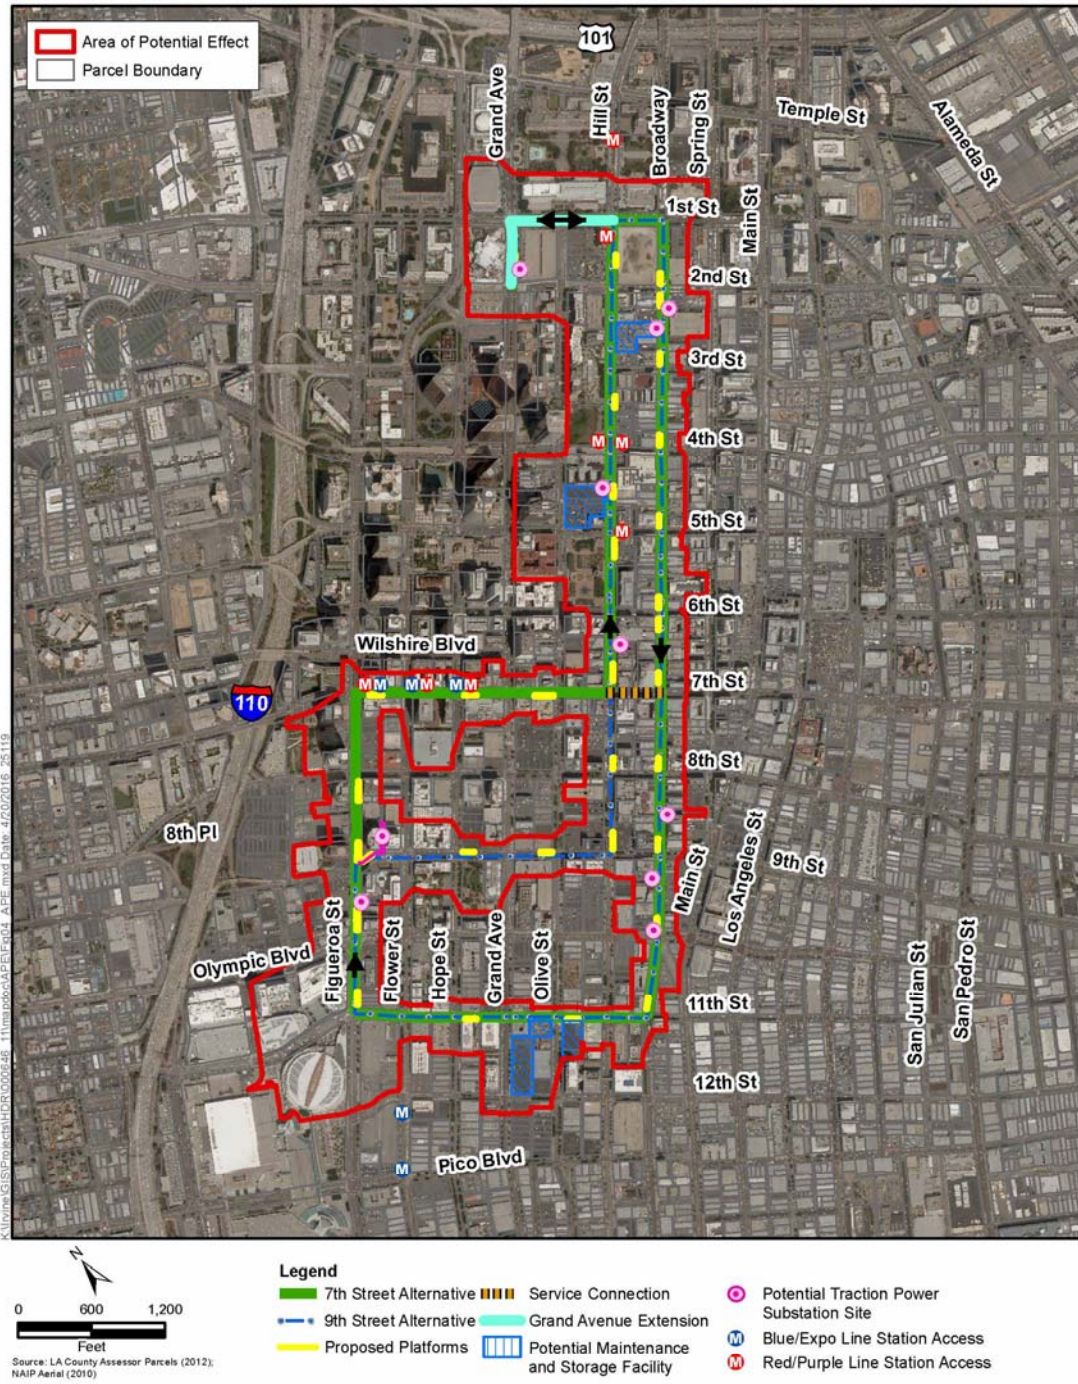 Area of Potential Effect
Parcel Boundary
101
Grand Ave
Hill St
Broadway
Spring St
Temple St
Alameda St
M
1st St
Main St
M
2nd St
3rd St
M M
4th St
5th St
M
6th St
Wilshire Blvd
M M M M M M
7th St
110
8th St
8th Pl
9th St
Los Angeles St
Main St
Olympic Blvd
Figueroa St
Flower St
Hope St
Grand Ave
Olive St
San Julian St
San Pedro St
11th St
12th St
M
Pico Blvd
M
K:\Irvine\GIS\Projects\HDR\000646_11\mapdoc\APE\Fig04_APE.mxd Date: 4/20/2016 25119
N
0 600 1,200
Feet
Source: LA County Assessor Parcels (2012);
NAIP Aerial (2010)
Legend
7th Street Alternative
9th Street Alternative
Proposed Platforms
Service Connection
Grand Avenue Extension
Potential Maintenance
and Storage Facility
Potential Traction Power
Substation Site
M Blue/Expo Line Station Access
M Red/Purple Line Station Access